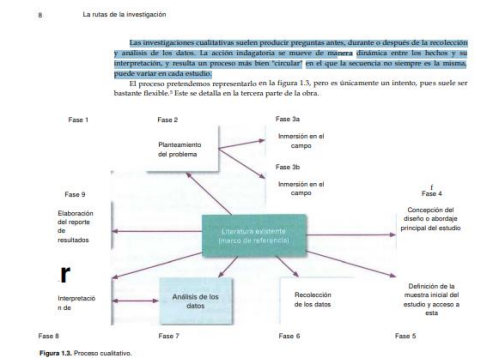 8
La rutas de la investigación
Las investigaciones cualitativas suelen producir preguntas antes, durante o después de la recolección
y análisis de los datos. La acción indagatoria se mueve de manera dinámica entre los hechos y su
interpretación, y resulta un proceso más bien "circular" en el que la secuencia no siempre es la misma,
puede variar en cada estudio.
El proceso pretendemos representarlo en la figura 1.3, pero es únicamente un intento, pues suele ser
bastante flexible.⁵ Este se detalla en la tercera parte de la obra.
Fase 1
Fase 2
Fase 3a
Planteamiento
del problema
Inmersión en el
campo
Fase 3b
Inmersión en el
campo
Fase 9
f
Fase 4
Elaboración
del reporte
de
resultados
Literatura existente
(marco de referencia)
Concepción del
diseño o abordaje
principal del estudio
r
Interpretació
n de
Análisis de los
datos
Recolección
de los datos
Definición de la
muestra inicial del
estudio y acceso a
esta
Fase 8
Fase 7
Fase 6
Fase 5
Figura 1.3. Proceso cualitativo.